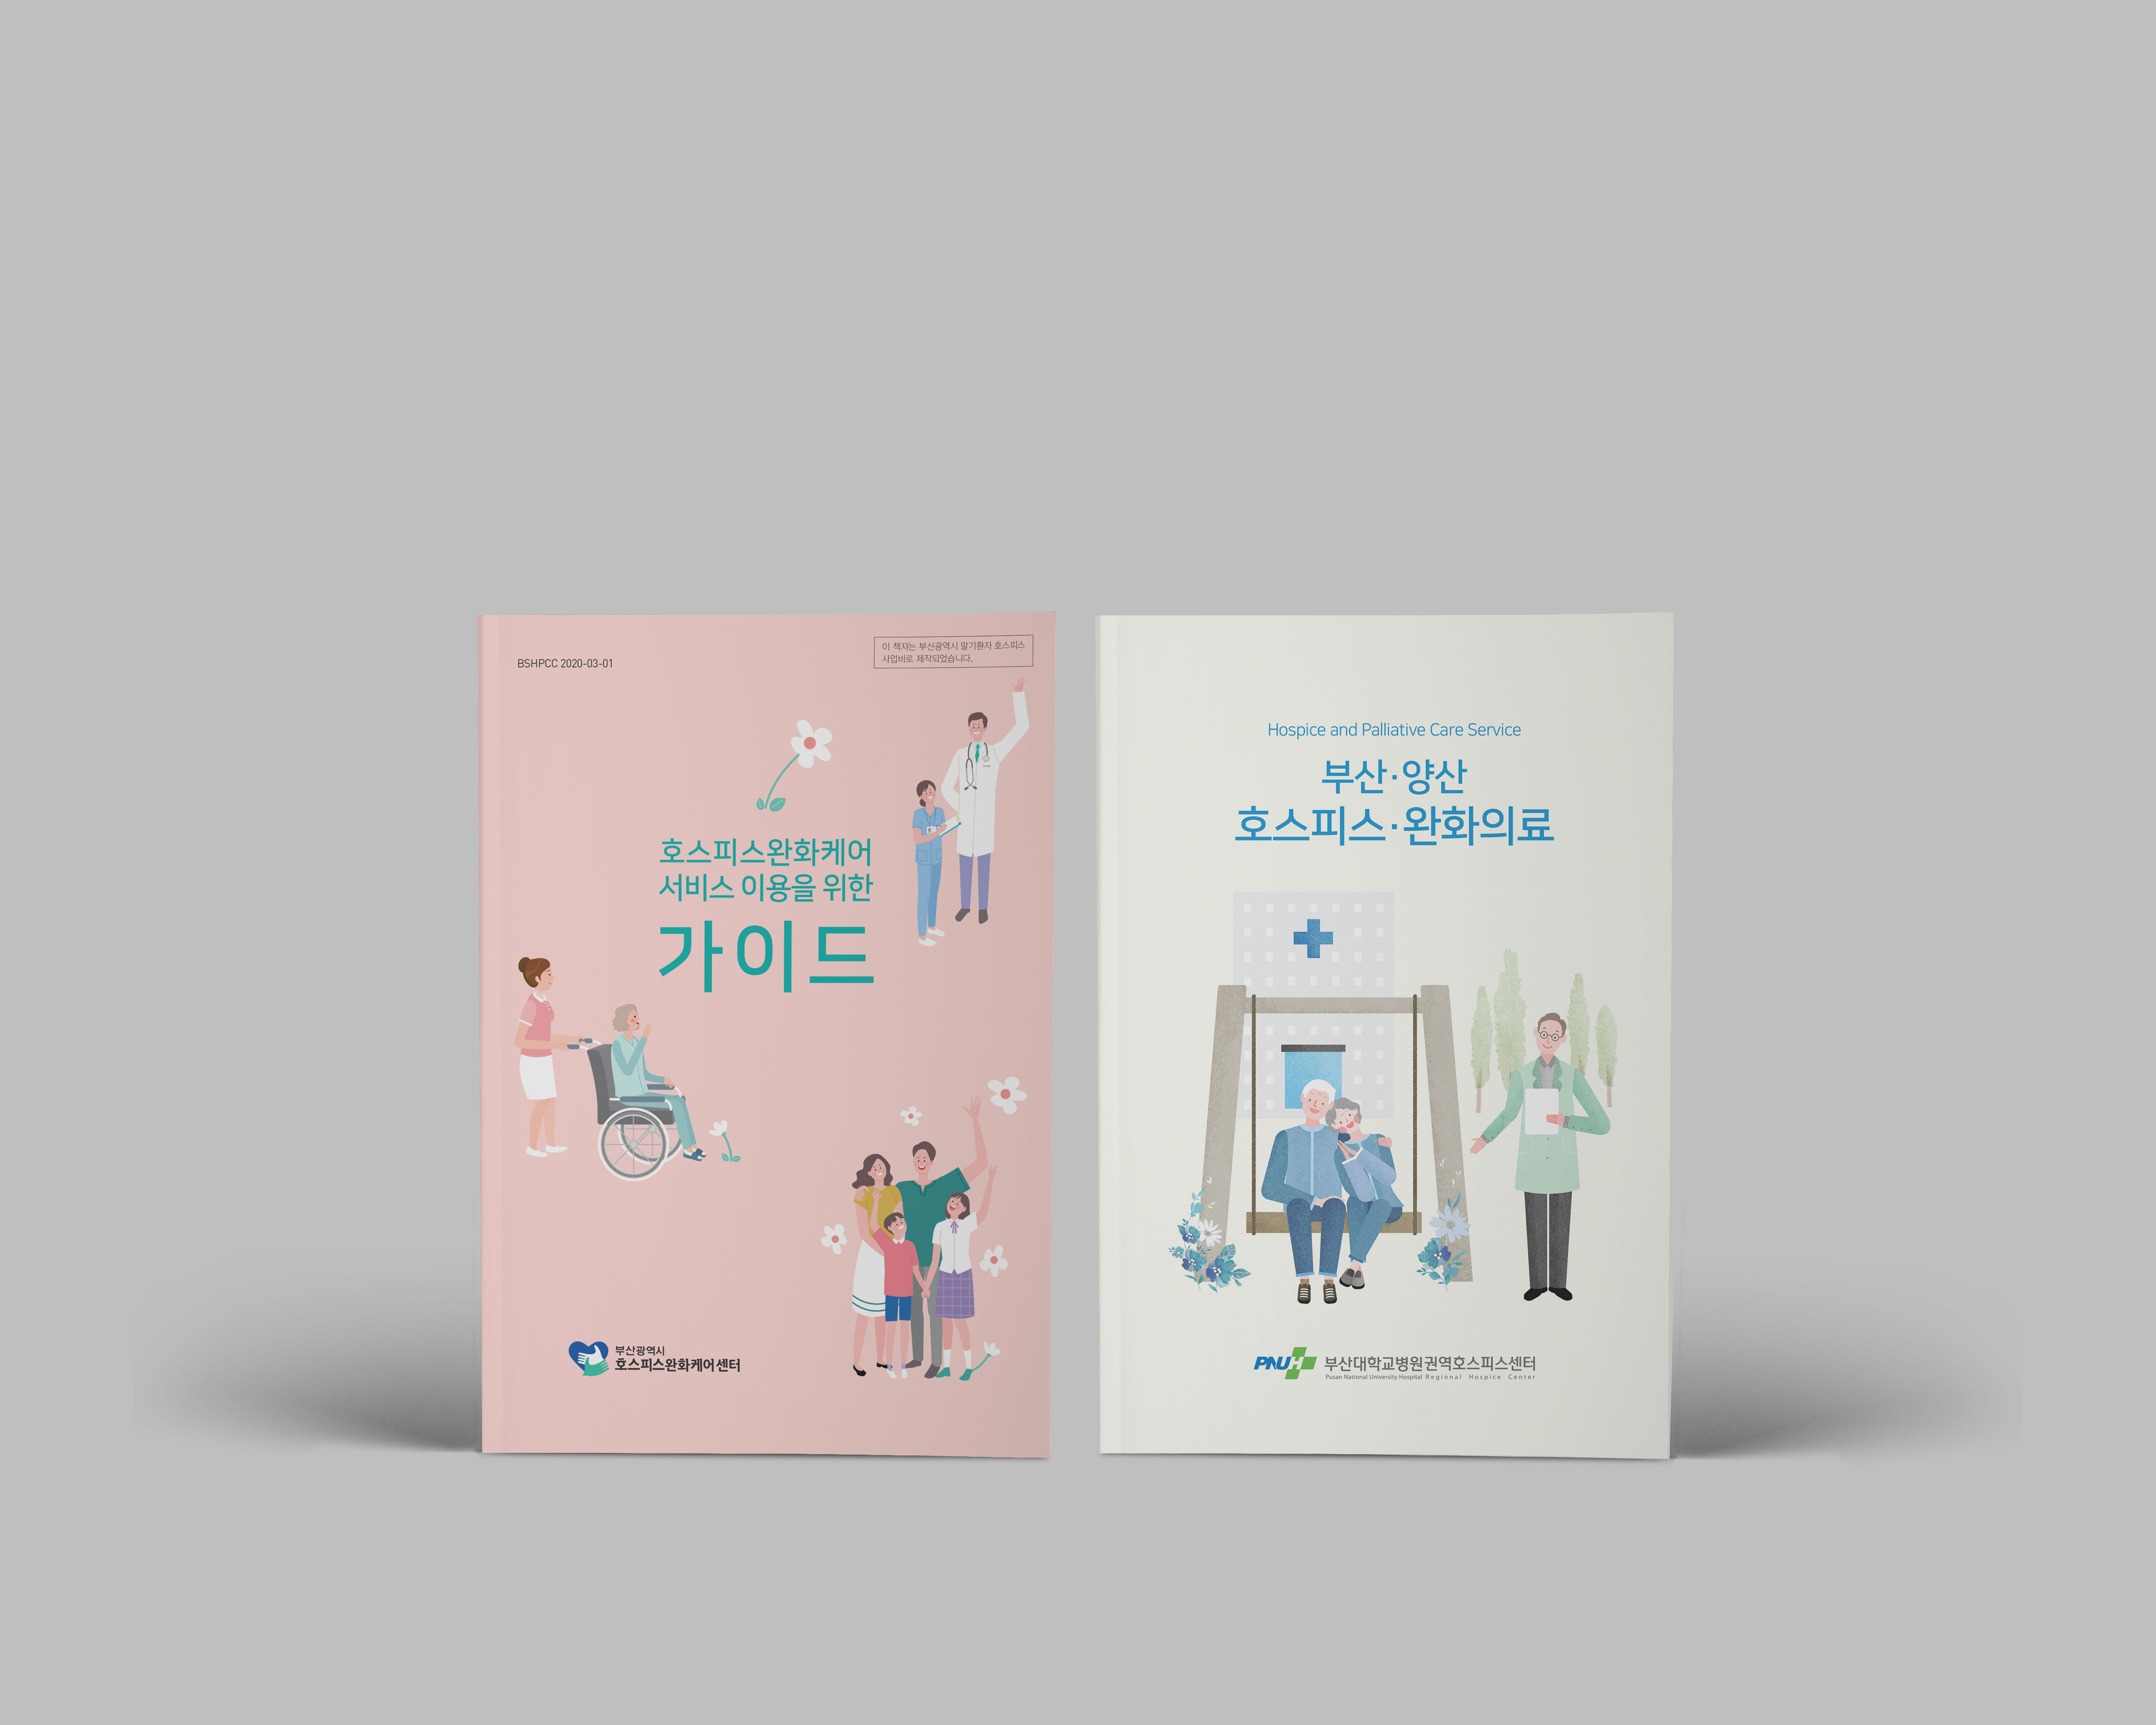 BSHPCC 2020-03-01
이 책자는 부산광역시 말기환자 호스피스
사업비로 제작되었습니다.
호스피스완화케어
서비스 이용을 위한
가이드
부산광역시
호스피스완화케어센터
Hospice and Palliative Care Service
부산·양산
호스피스·완화의료
PNUH 부산대학교병원권역호스피스센터
Pusan National University Hospital Regional Hospice Center